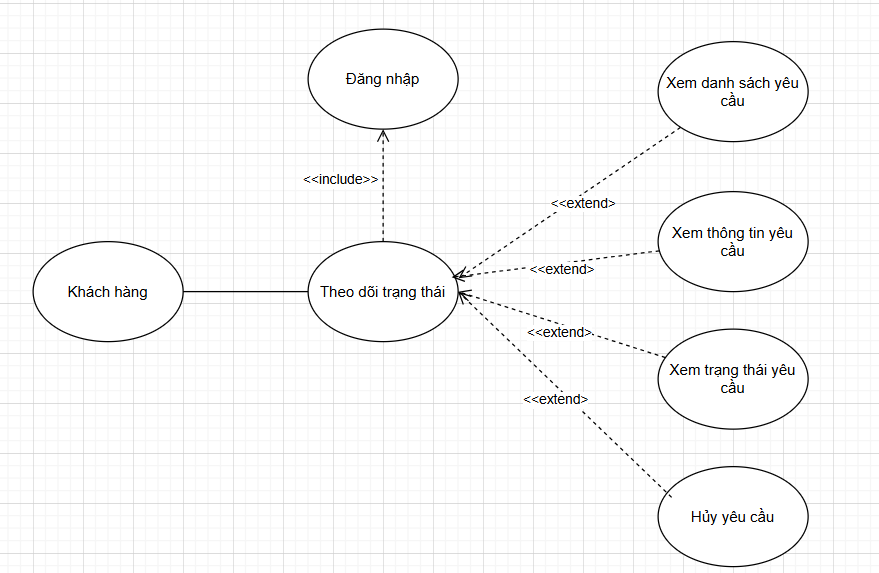 Đăng nhập
Xem danh sách yêu
cầu
<<include>>
<<extend>
Xem thông tin yêu
cầu
<<extend>
Khách hàng
Theo dõi trạng thái
<<extend>
Xem trạng thái yêu
cầu
<<extend>
Hủy yêu cầu